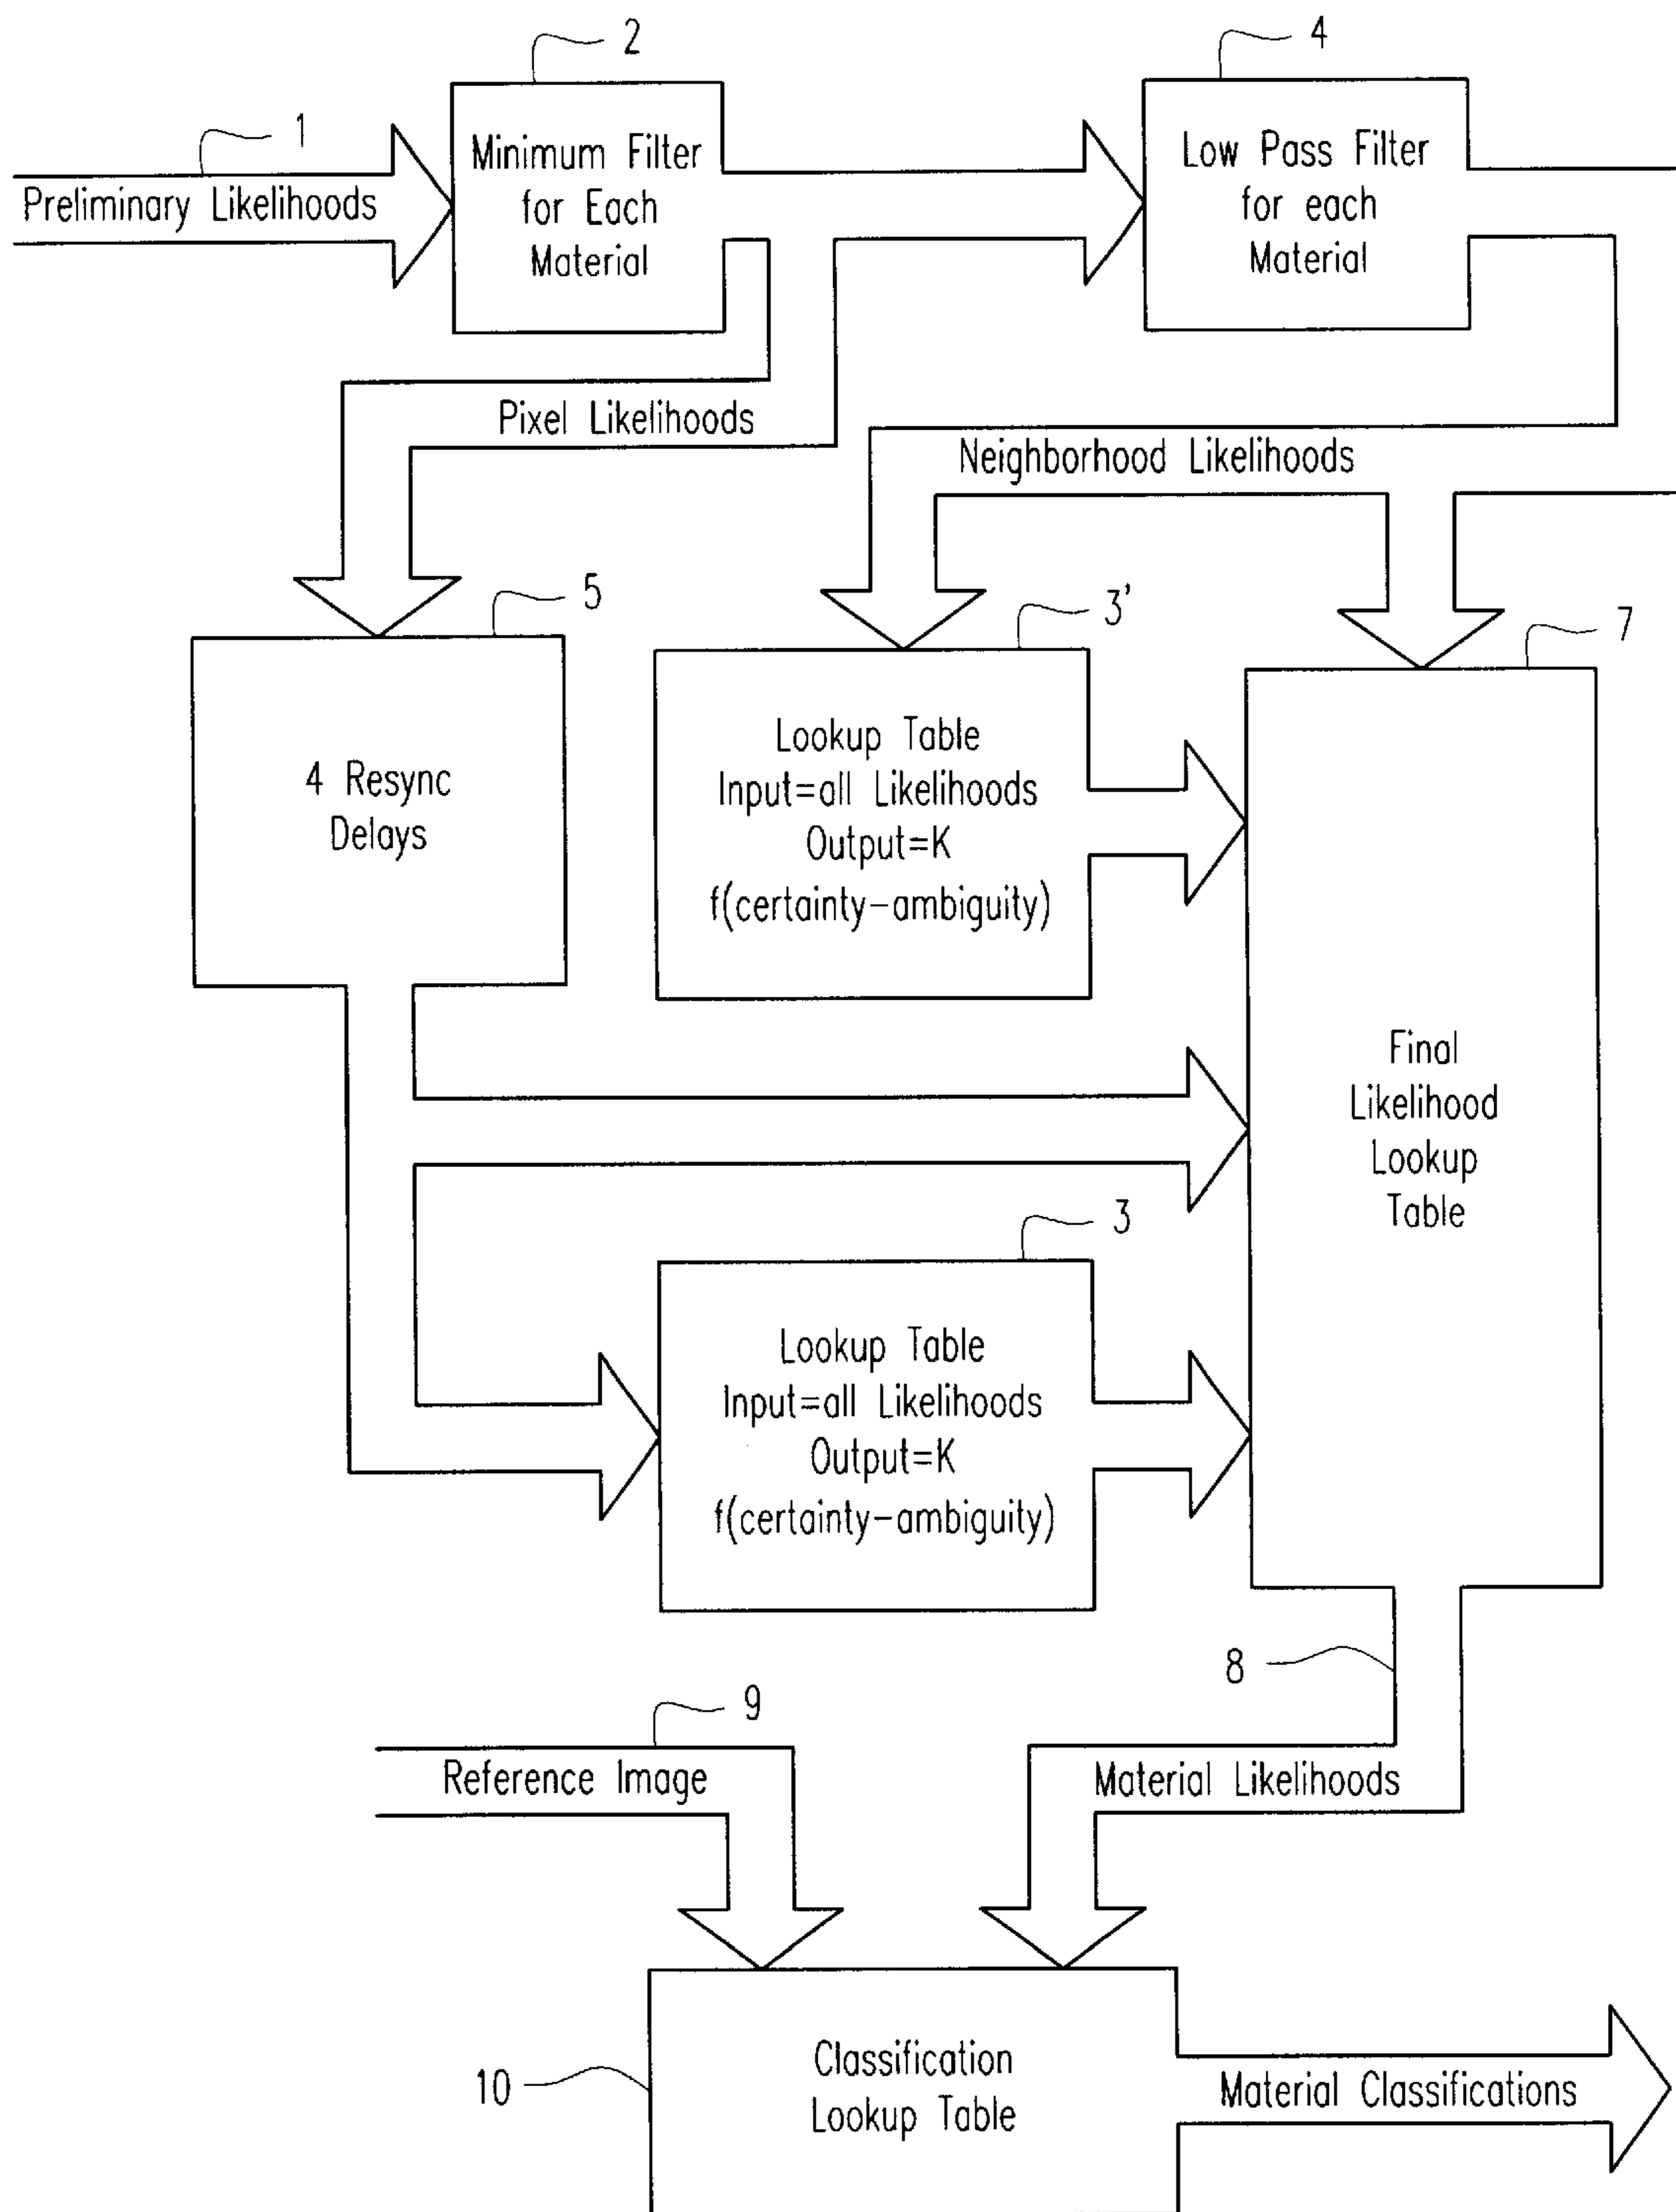 2
4
1
Minimum Filter
for Each
Material
Low Pass Filter
for each
Material
Preliminary Likelihoods
Pixel Likelihoods
Neighborhood Likelihoods
5
3'
7
4 Resync
Delays
Lookup Table
Input=all Likelihoods
Output=K
f(certainty-ambiguity)
Final
Likelihood
Lookup
Table
3
Lookup Table
Input=all Likelihoods
Output=K
f(certainty-ambiguity)
8
9
Reference Image
Material Likelihoods
10
Classification
Lookup Table
Material Classifications